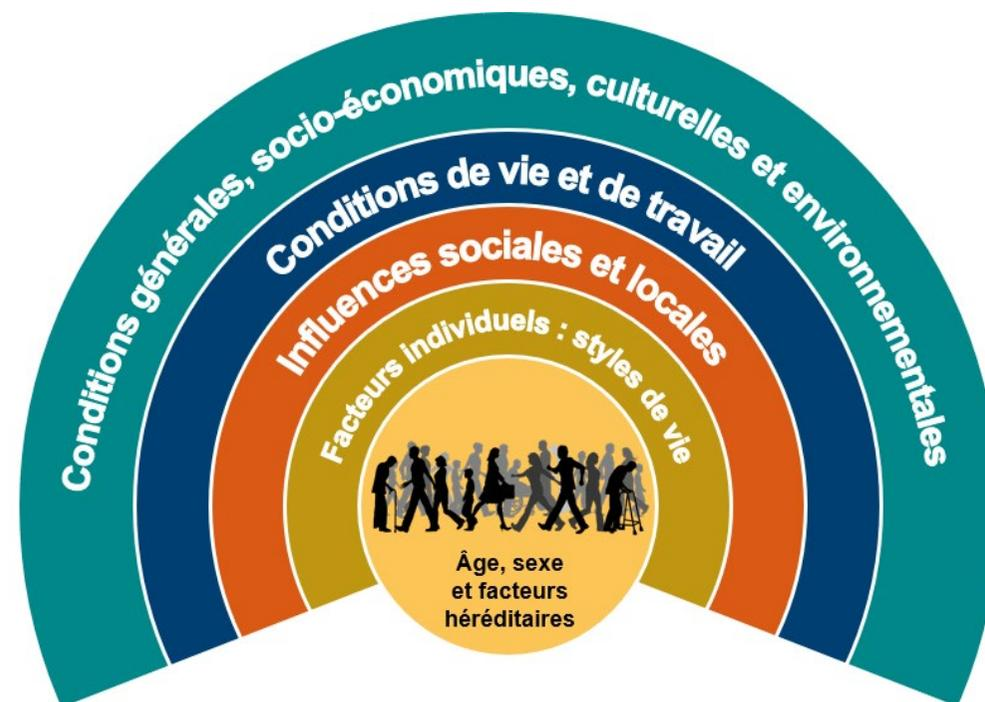 Conditions générales, socio-économiques, culturelles et environnementales
Conditions de vie et de travail
Influences sociales et locales
Facteurs individuels : styles de vie
Âge, sexe
et facteurs
héréditaires